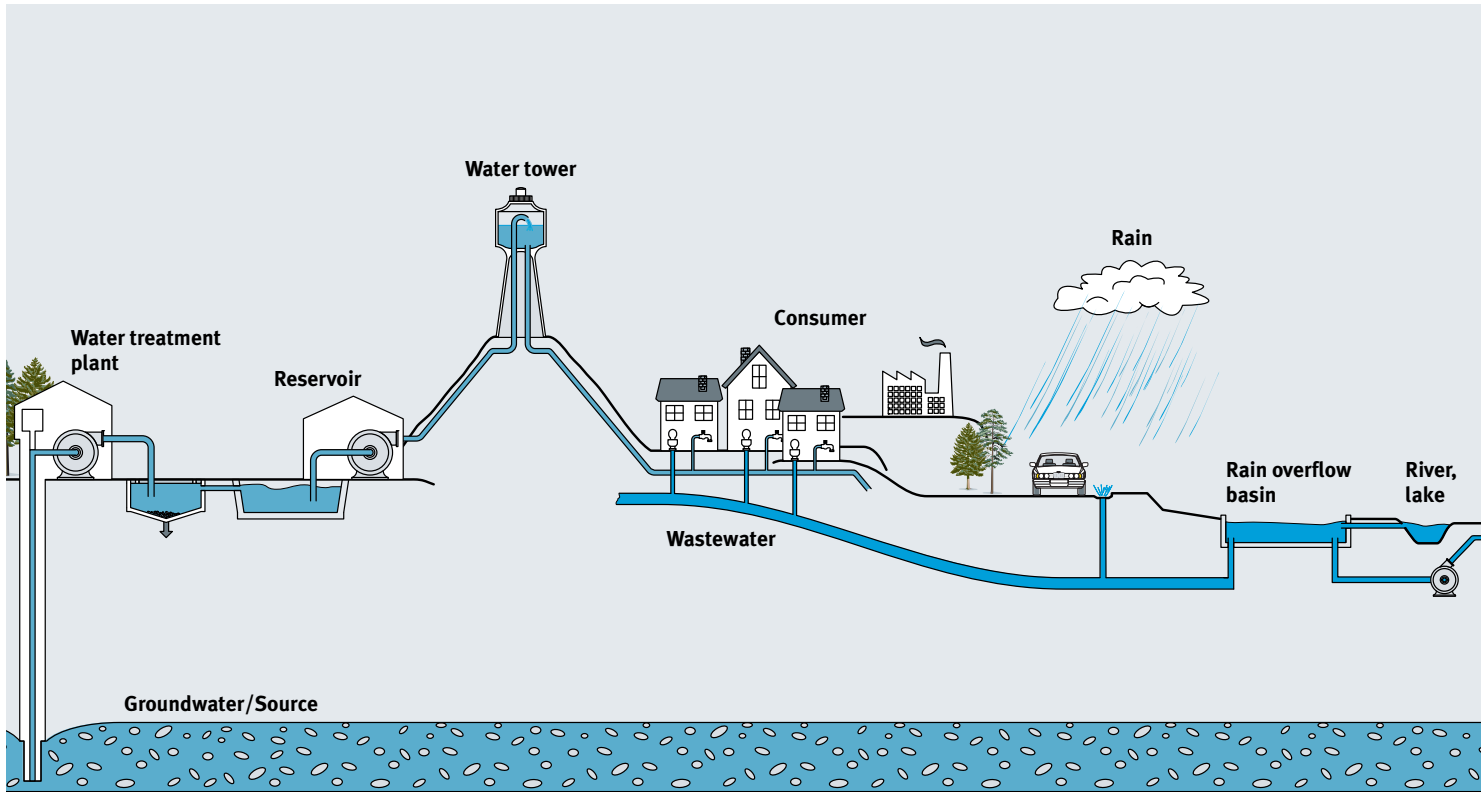 Water tower
Rain
Consumer
Water treatment
plant
Reservoir
Rain overflow
basin
River,
lake
Wastewater
Groundwater/Source